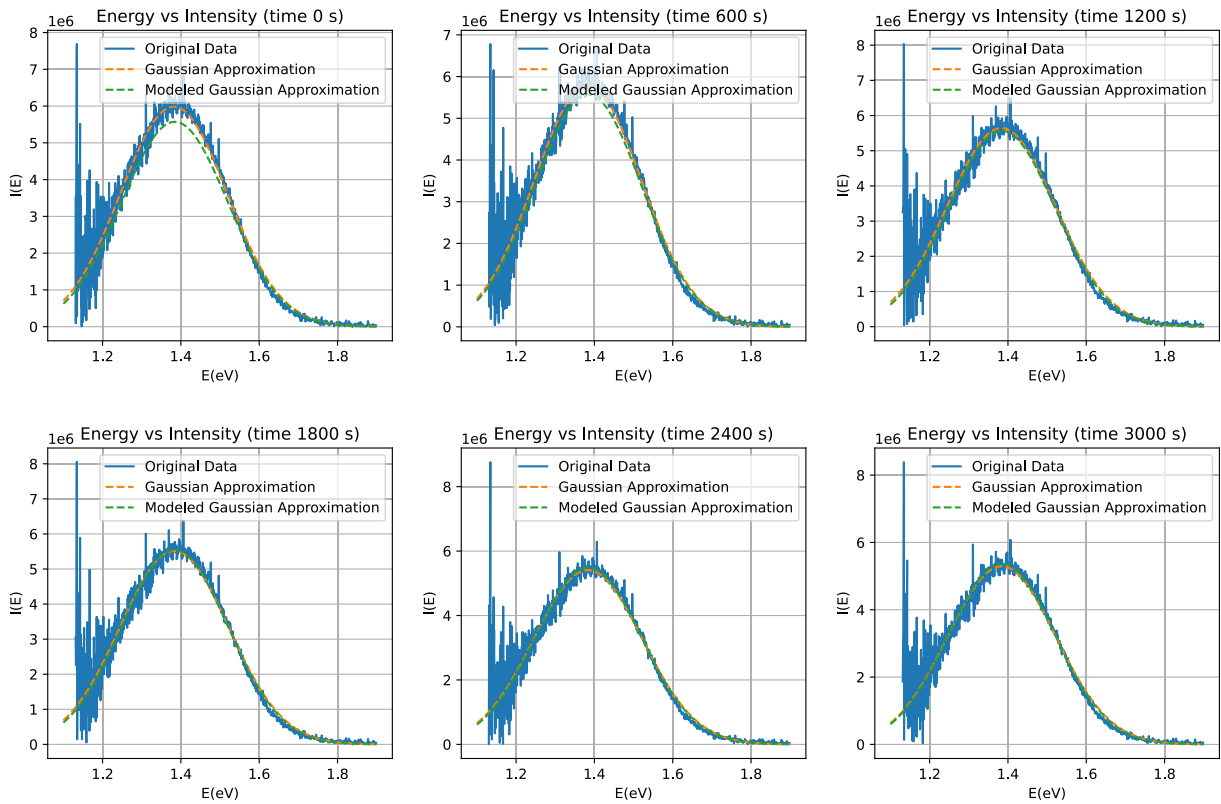 1e6
Energy vs Intensity (time 0 s)
8
7
6
5
4
3
2
1
0
I(E)
Original Data
Gaussian Approximation
Modeled Gaussian Approximation
1.2
1.4
1.6
1.8
E(eV)
1e6
Energy vs Intensity (time 600 s)
7
6
5
4
3
2
1
0
I(E)
Original Data
Gaussian Approximation
Modeled Gaussian Approximation
1.2
1.4
1.6
1.8
E(eV)
1e6
Energy vs Intensity (time 1200 s)
8
7
6
5
4
3
2
1
0
I(E)
Original Data
Gaussian Approximation
Modeled Gaussian Approximation
1.2
1.4
1.6
1.8
E(eV)
1e6
Energy vs Intensity (time 1800 s)
8
7
6
5
4
3
2
1
0
I(E)
Original Data
Gaussian Approximation
Modeled Gaussian Approximation
1.2
1.4
1.6
1.8
E(eV)
1e6
Energy vs Intensity (time 2400 s)
8
6
4
2
0
I(E)
Original Data
Gaussian Approximation
Modeled Gaussian Approximation
1.2
1.4
1.6
1.8
E(eV)
1e6
Energy vs Intensity (time 3000 s)
8
6
4
2
0
I(E)
Original Data
Gaussian Approximation
Modeled Gaussian Approximation
1.2
1.4
1.6
1.8
E(eV)